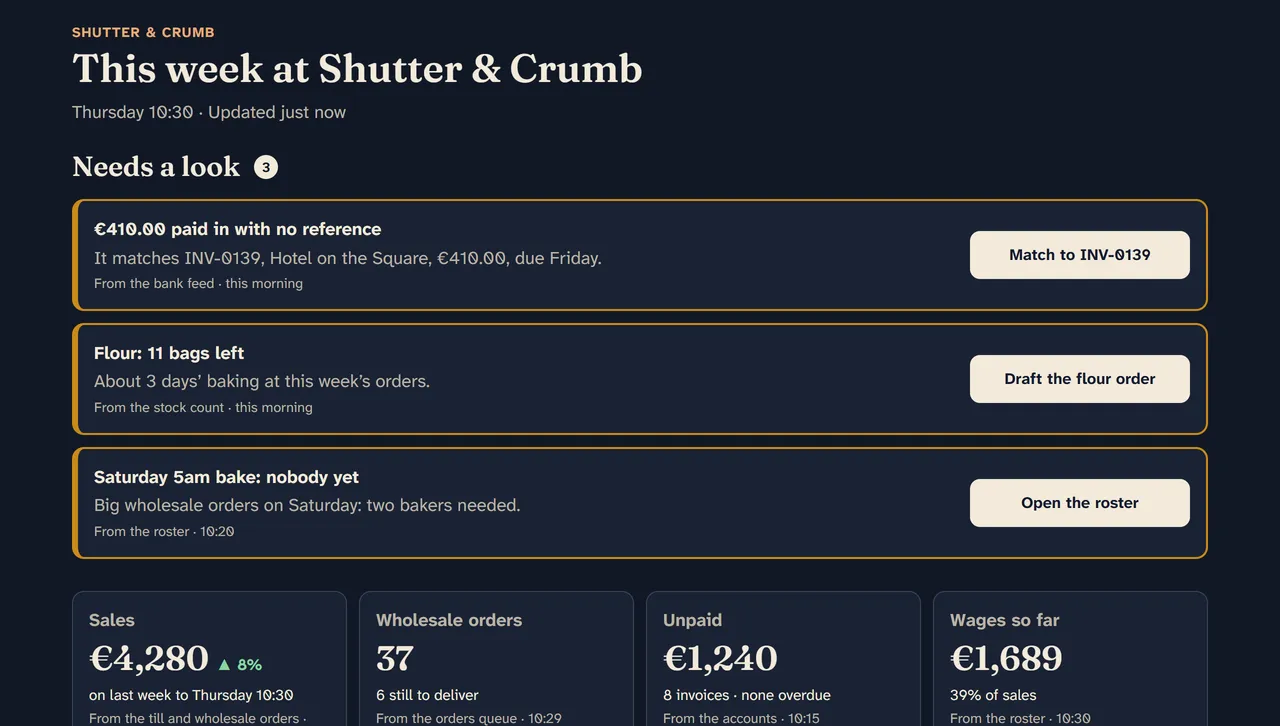 SHUTTER & CRUMB
This week at Shutter & Crumb
Thursday 10:30 · Updated just now
Needs a look 3
€410.00 paid in with no reference
It matches INV-0139, Hotel on the Square, €410.00, due Friday.
From the bank feed · this morning
Match to INV-0139
Flour: 11 bags left
About 3 days’ baking at this week’s orders.
From the stock count · this morning
Draft the flour order
Saturday 5am bake: nobody yet
Big wholesale orders on Saturday: two bakers needed.
From the roster · 10:20
Open the roster
Sales
€4,280 ▲ 8%
on last week to Thursday 10:30
From the till and wholesale orders ·
Wholesale orders
37
6 still to deliver
From the orders queue · 10:29
Unpaid
€1,240
8 invoices · none overdue
From the accounts · 10:15
Wages so far
€1,689
39% of sales
From the roster · 10:30